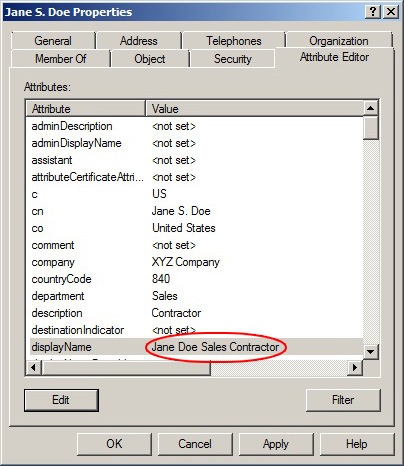 Jane S. Doe Properties
General Address Telephones Organization
Member Of Object Security Attribute Editor
Attributes:
Attribute Value
adminDescription <not set>
adminDisplayName <not set>
assistant <not set>
attributeCertificateAttri... <not set>
c US
cn Jane S. Doe
co United States
comment <not set>
company XYZ Company
countryCode 840
department Sales
description Contractor
destinationIndicator <not set>
displayName Jane Doe Sales Contractor
Edit Filter
OK Cancel Apply Help